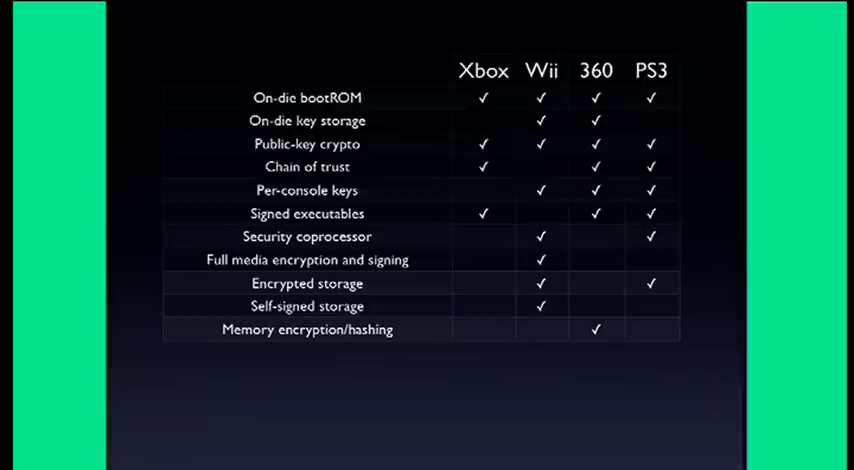 Xbox Wii 360 PS3
On-die bootROM ✓ ✓ ✓ ✓
On-die key storage ✓ ✓
Public-key crypto ✓ ✓ ✓ ✓
Chain of trust ✓ ✓ ✓
Per-console keys ✓ ✓ ✓
Signed executables ✓ ✓ ✓
Security coprocessor ✓ ✓
Full media encryption and signing ✓
Encrypted storage ✓ ✓
Self-signed storage ✓
Memory encryption/hashing ✓